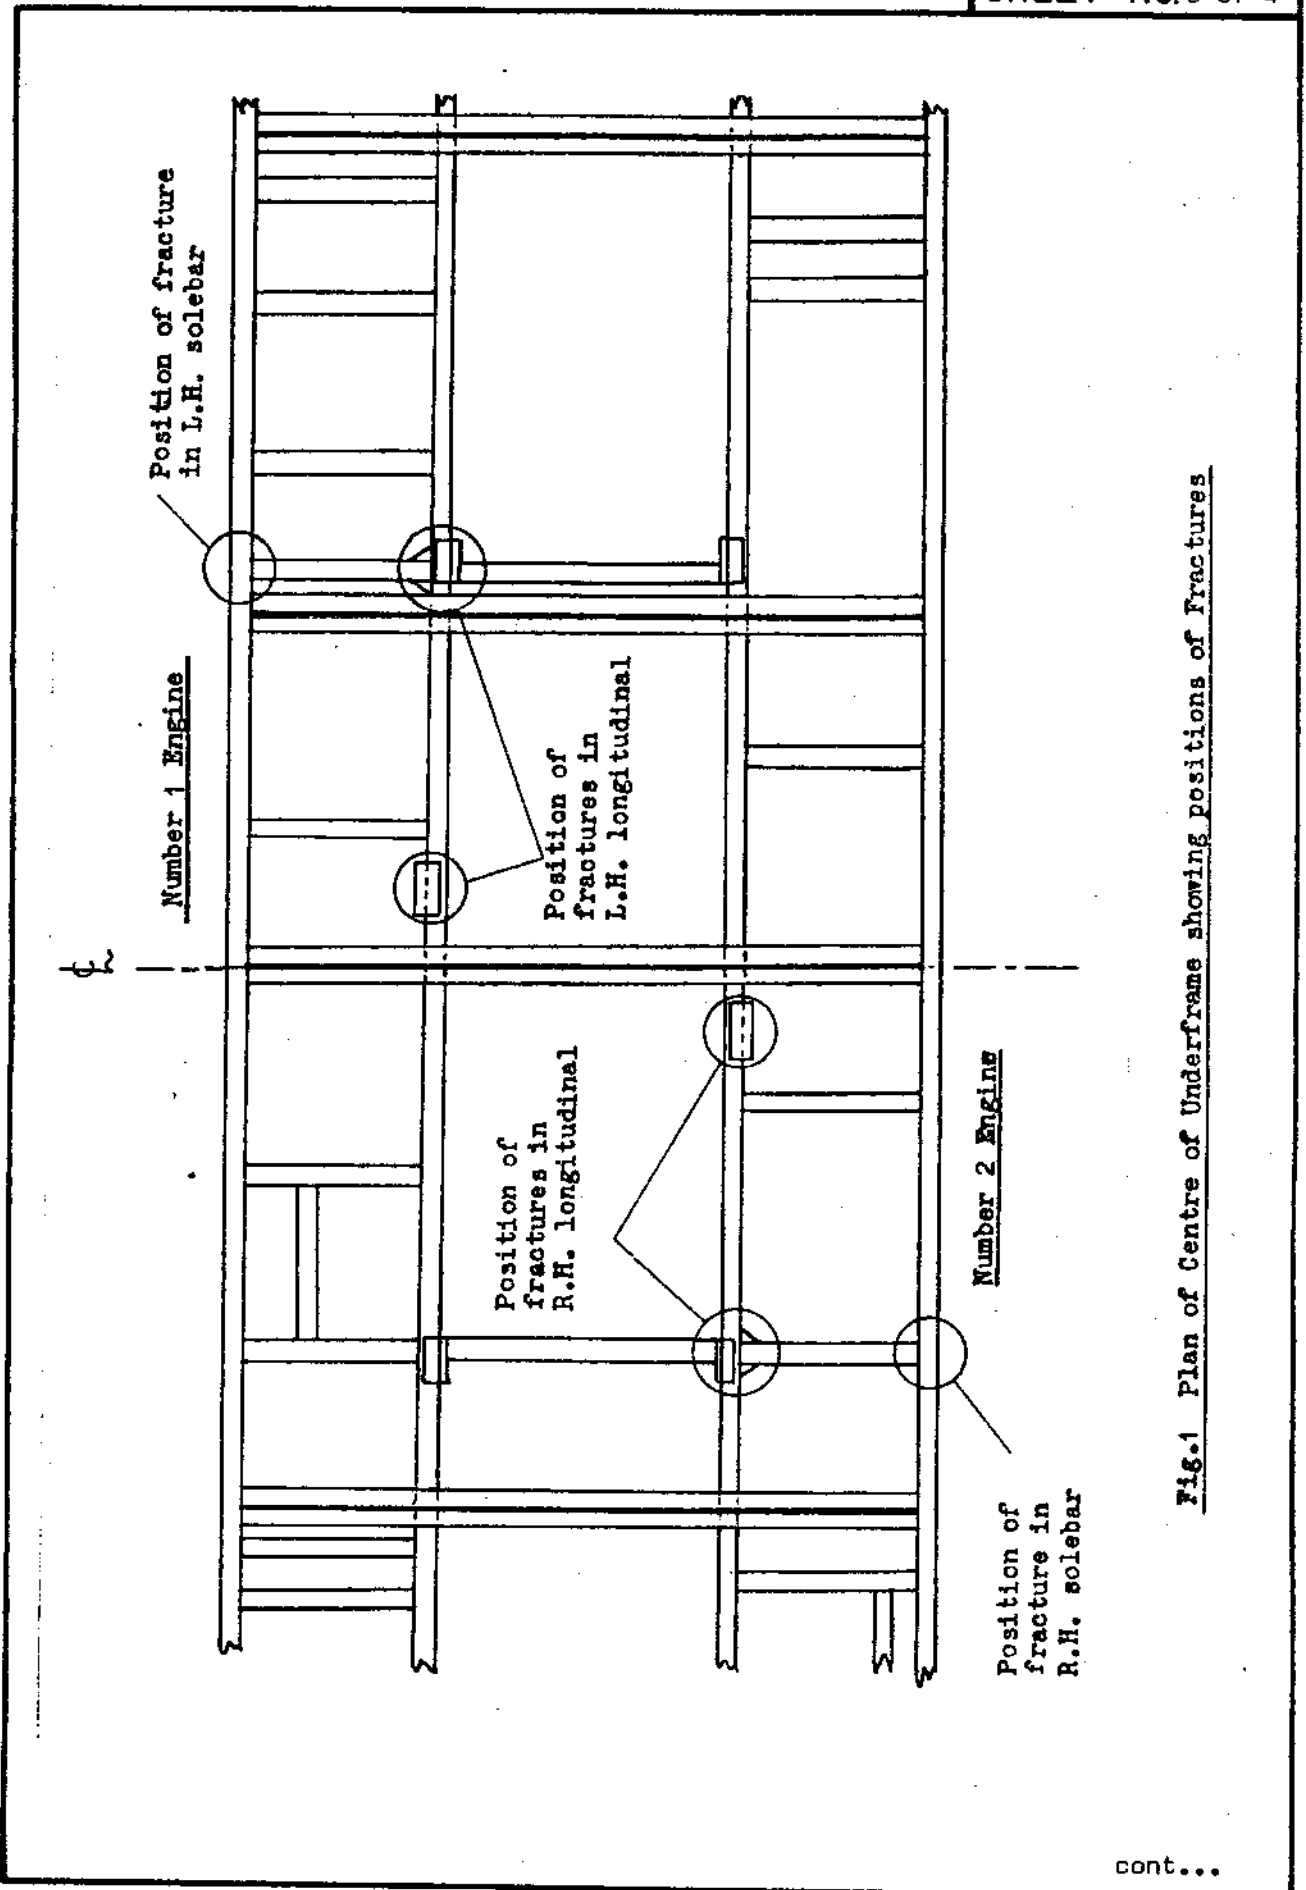 SHEET No.
Position of fracture
in L.H. solebar
Number 1 Engine
Position of
fractures in
L.H. longitudinal
Position of
fractures in
R.H. longitudinal
Number 2 Engine
Position of
fracture in
R.H. solebar
Fig.1 Plan of Centre of Underframe showing positions of Fractures
cont...